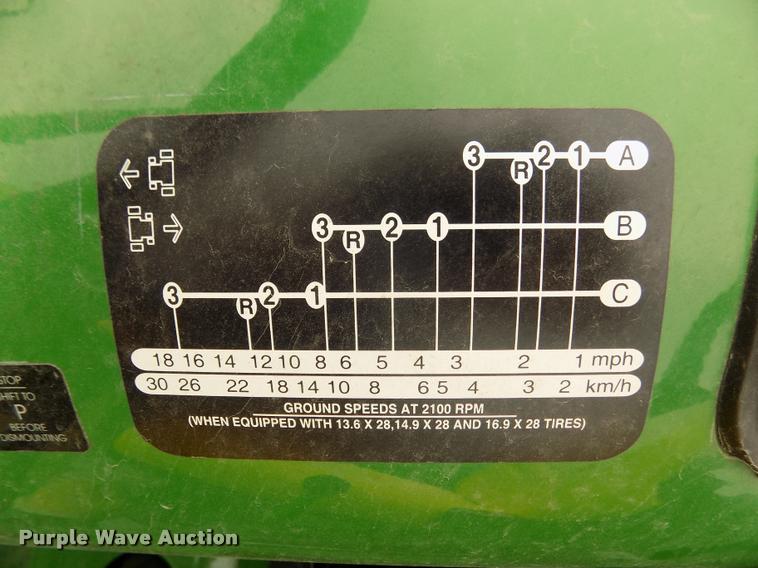 3 R 2 1 A
3 R 2 1 B
3 R 2 1 C
18 16 14 12 10 8 6 5 4 3 2 1 mph
30 26 22 18 14 10 8 6 5 4 3 2 km/h
GROUND SPEEDS AT 2100 RPM
(WHEN EQUIPPED WITH 13.6 X 28,14.9 X 28 AND 16.9 X 28 TIRES)
STOP
SHIFT TO
P
BEFORE
DISMOUNTING
Purple Wave Auction